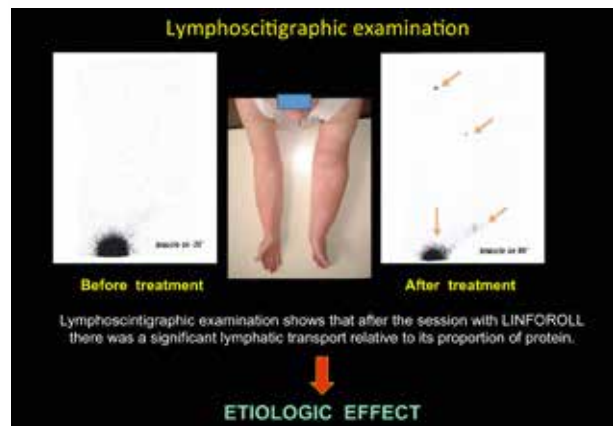 Lymphoscitigraphic examination
Before treatment
After treatment
Lymphoscintigraphic examination shows that after the session with LINFOROLL
there was a significant lymphatic transport relative to its proportion of protein.
ETIOLOGIC EFFECT